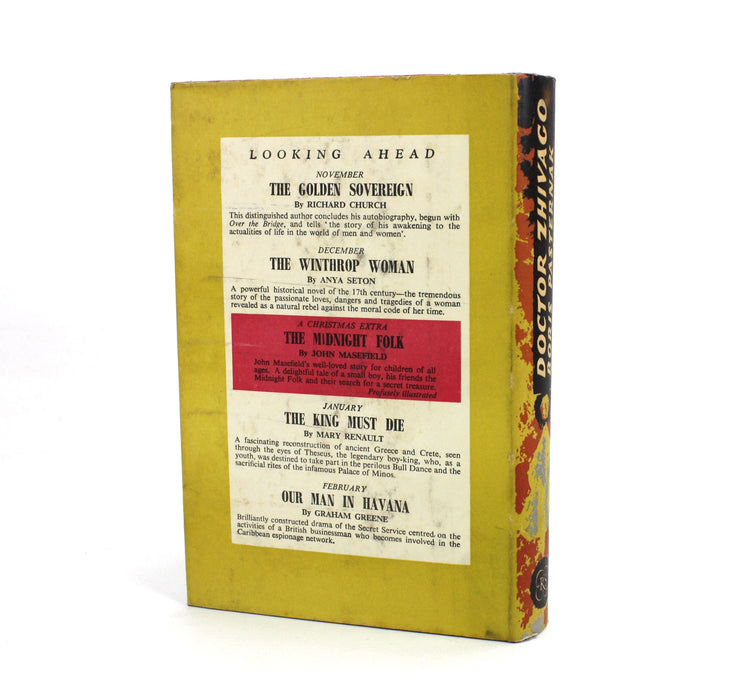 LOOKING AHEAD
NOVEMBER
THE GOLDEN SOVEREIGN
By RICHARD CHURCH
This distinguished author concludes his autobiography, begun with
Over the Bridge, and tells ‘the story of his awakening to the
actualities of life in the world of men and women’.
DECEMBER
THE WINTHROP WOMAN
By ANYA SETON
A powerful historical novel of the 17th century—the tremendous
story of the passionate loves, dangers and tragedies of a woman
revealed as a natural rebel against the moral code of her time.
A CHRISTMAS EXTRA
THE MIDNIGHT FOLK
By JOHN MASEFIELD
John Masefield's well-loved story for children of all
ages. A delightful tale of a small boy, his friends the
Midnight Folk and their search for a secret treasure.
Profusely illustrated
JANUARY
THE KING MUST DIE
By MARY RENAULT
A fascinating reconstruction of ancient Greece and Crete, seen
through the eyes of Theseus, the legendary boy-king, who, as a
youth, was destined to take part in the perilous Bull Dance and the
sacrificial rites of the infamous Palace of Minos.
FEBRUARY
OUR MAN IN HAVANA
By GRAHAM GREENE
Brilliantly constructed drama of the Secret Service centred on the
activities of a British businessman who becomes involved in the
Caribbean espionage network.
DOCTOR ZHIVAGO
BORIS PASTERNAK